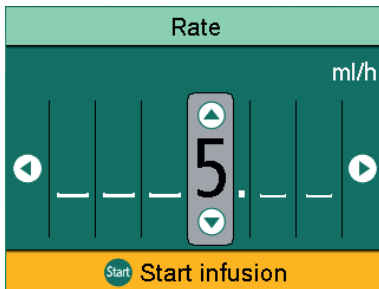 Rate
ml/h
_ _ _ 5 . _ _
Start Start infusion